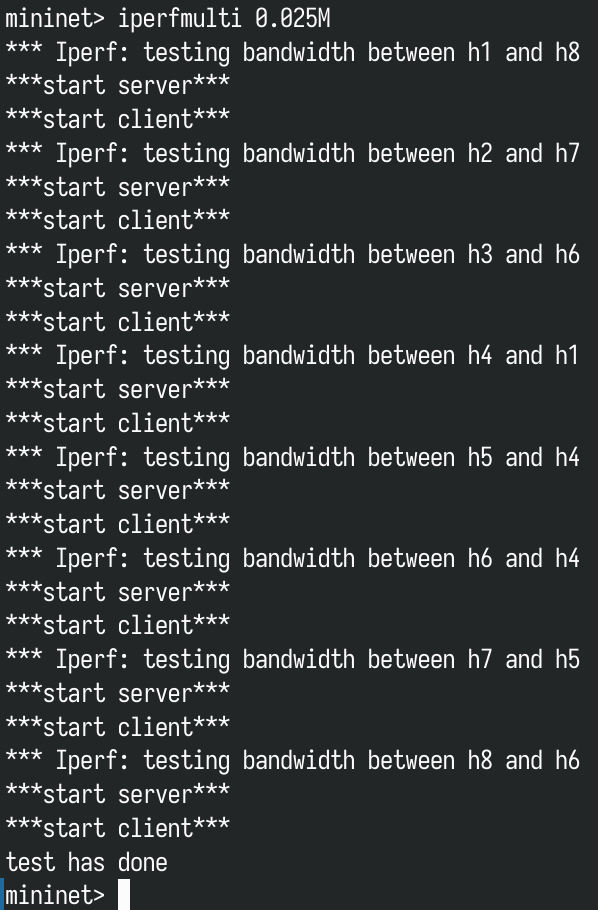 mininet> iperfmulti 0.025M
*** Iperf: testing bandwidth between h1 and h8
***start server***
***start client***
*** Iperf: testing bandwidth between h2 and h7
***start server***
***start client***
*** Iperf: testing bandwidth between h3 and h6
***start server***
***start client***
*** Iperf: testing bandwidth between h4 and h1
***start server***
***start client***
*** Iperf: testing bandwidth between h5 and h4
***start server***
***start client***
*** Iperf: testing bandwidth between h6 and h4
***start server***
***start client***
*** Iperf: testing bandwidth between h7 and h5
***start server***
***start client***
*** Iperf: testing bandwidth between h8 and h6
***start server***
***start client***
test has done
mininet>